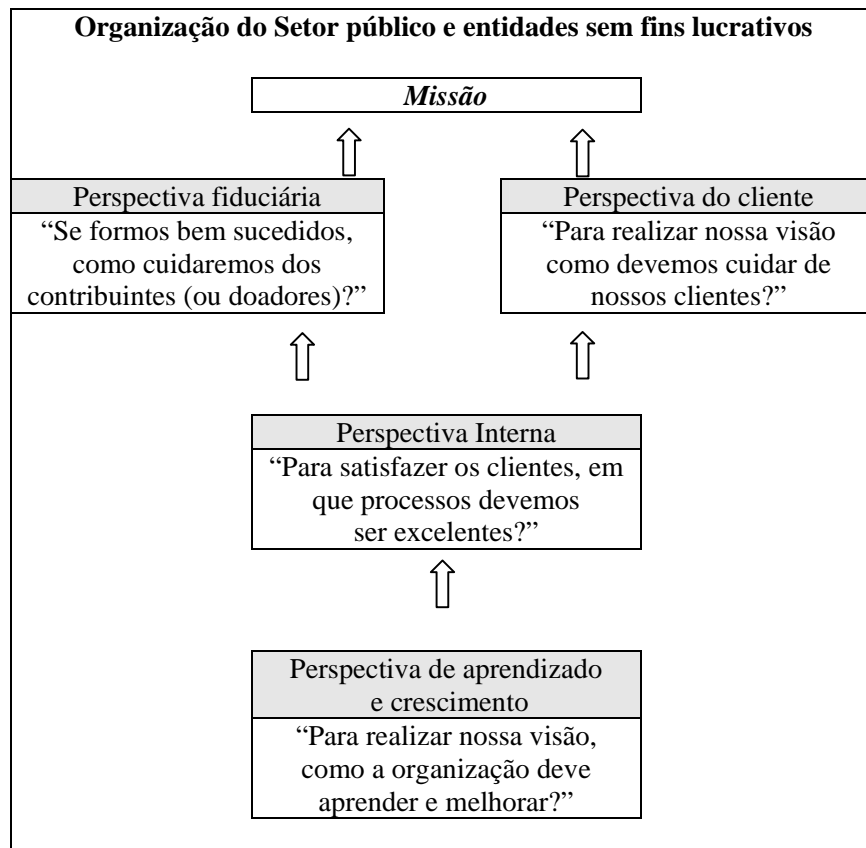 Organização do Setor público e entidades sem fins lucrativos
Missão
Perspectiva fiduciária
“Se formos bem sucedidos,
como cuidaremos dos
contribuintes (ou doadores)?”
Perspectiva do cliente
“Para realizar nossa visão
como devemos cuidar de
nossos clientes?”
Perspectiva Interna
“Para satisfazer os clientes, em
que processos devemos
ser excelentes?”
Perspectiva de aprendizado
e crescimento
“Para realizar nossa visão,
como a organização deve
aprender e melhorar?”